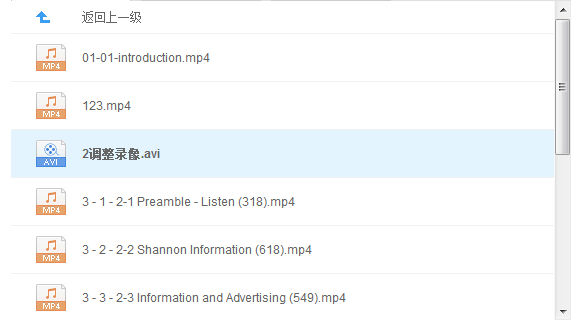 返回上一级
MP4
01-01-introduction.mp4
MP4
123.mp4
AVI
2调整录像.avi
MP4
3 - 1 - 2-1 Preamble - Listen (318).mp4
MP4
3 - 2 - 2-2 Shannon Information (618).mp4
MP4
3 - 3 - 2-3 Information and Advertising (549).mp4